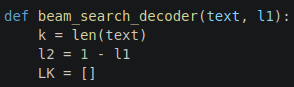 def beam_search_decoder(text, l1):
    k = len(text)
    l2 = 1 - l1
    LK = []